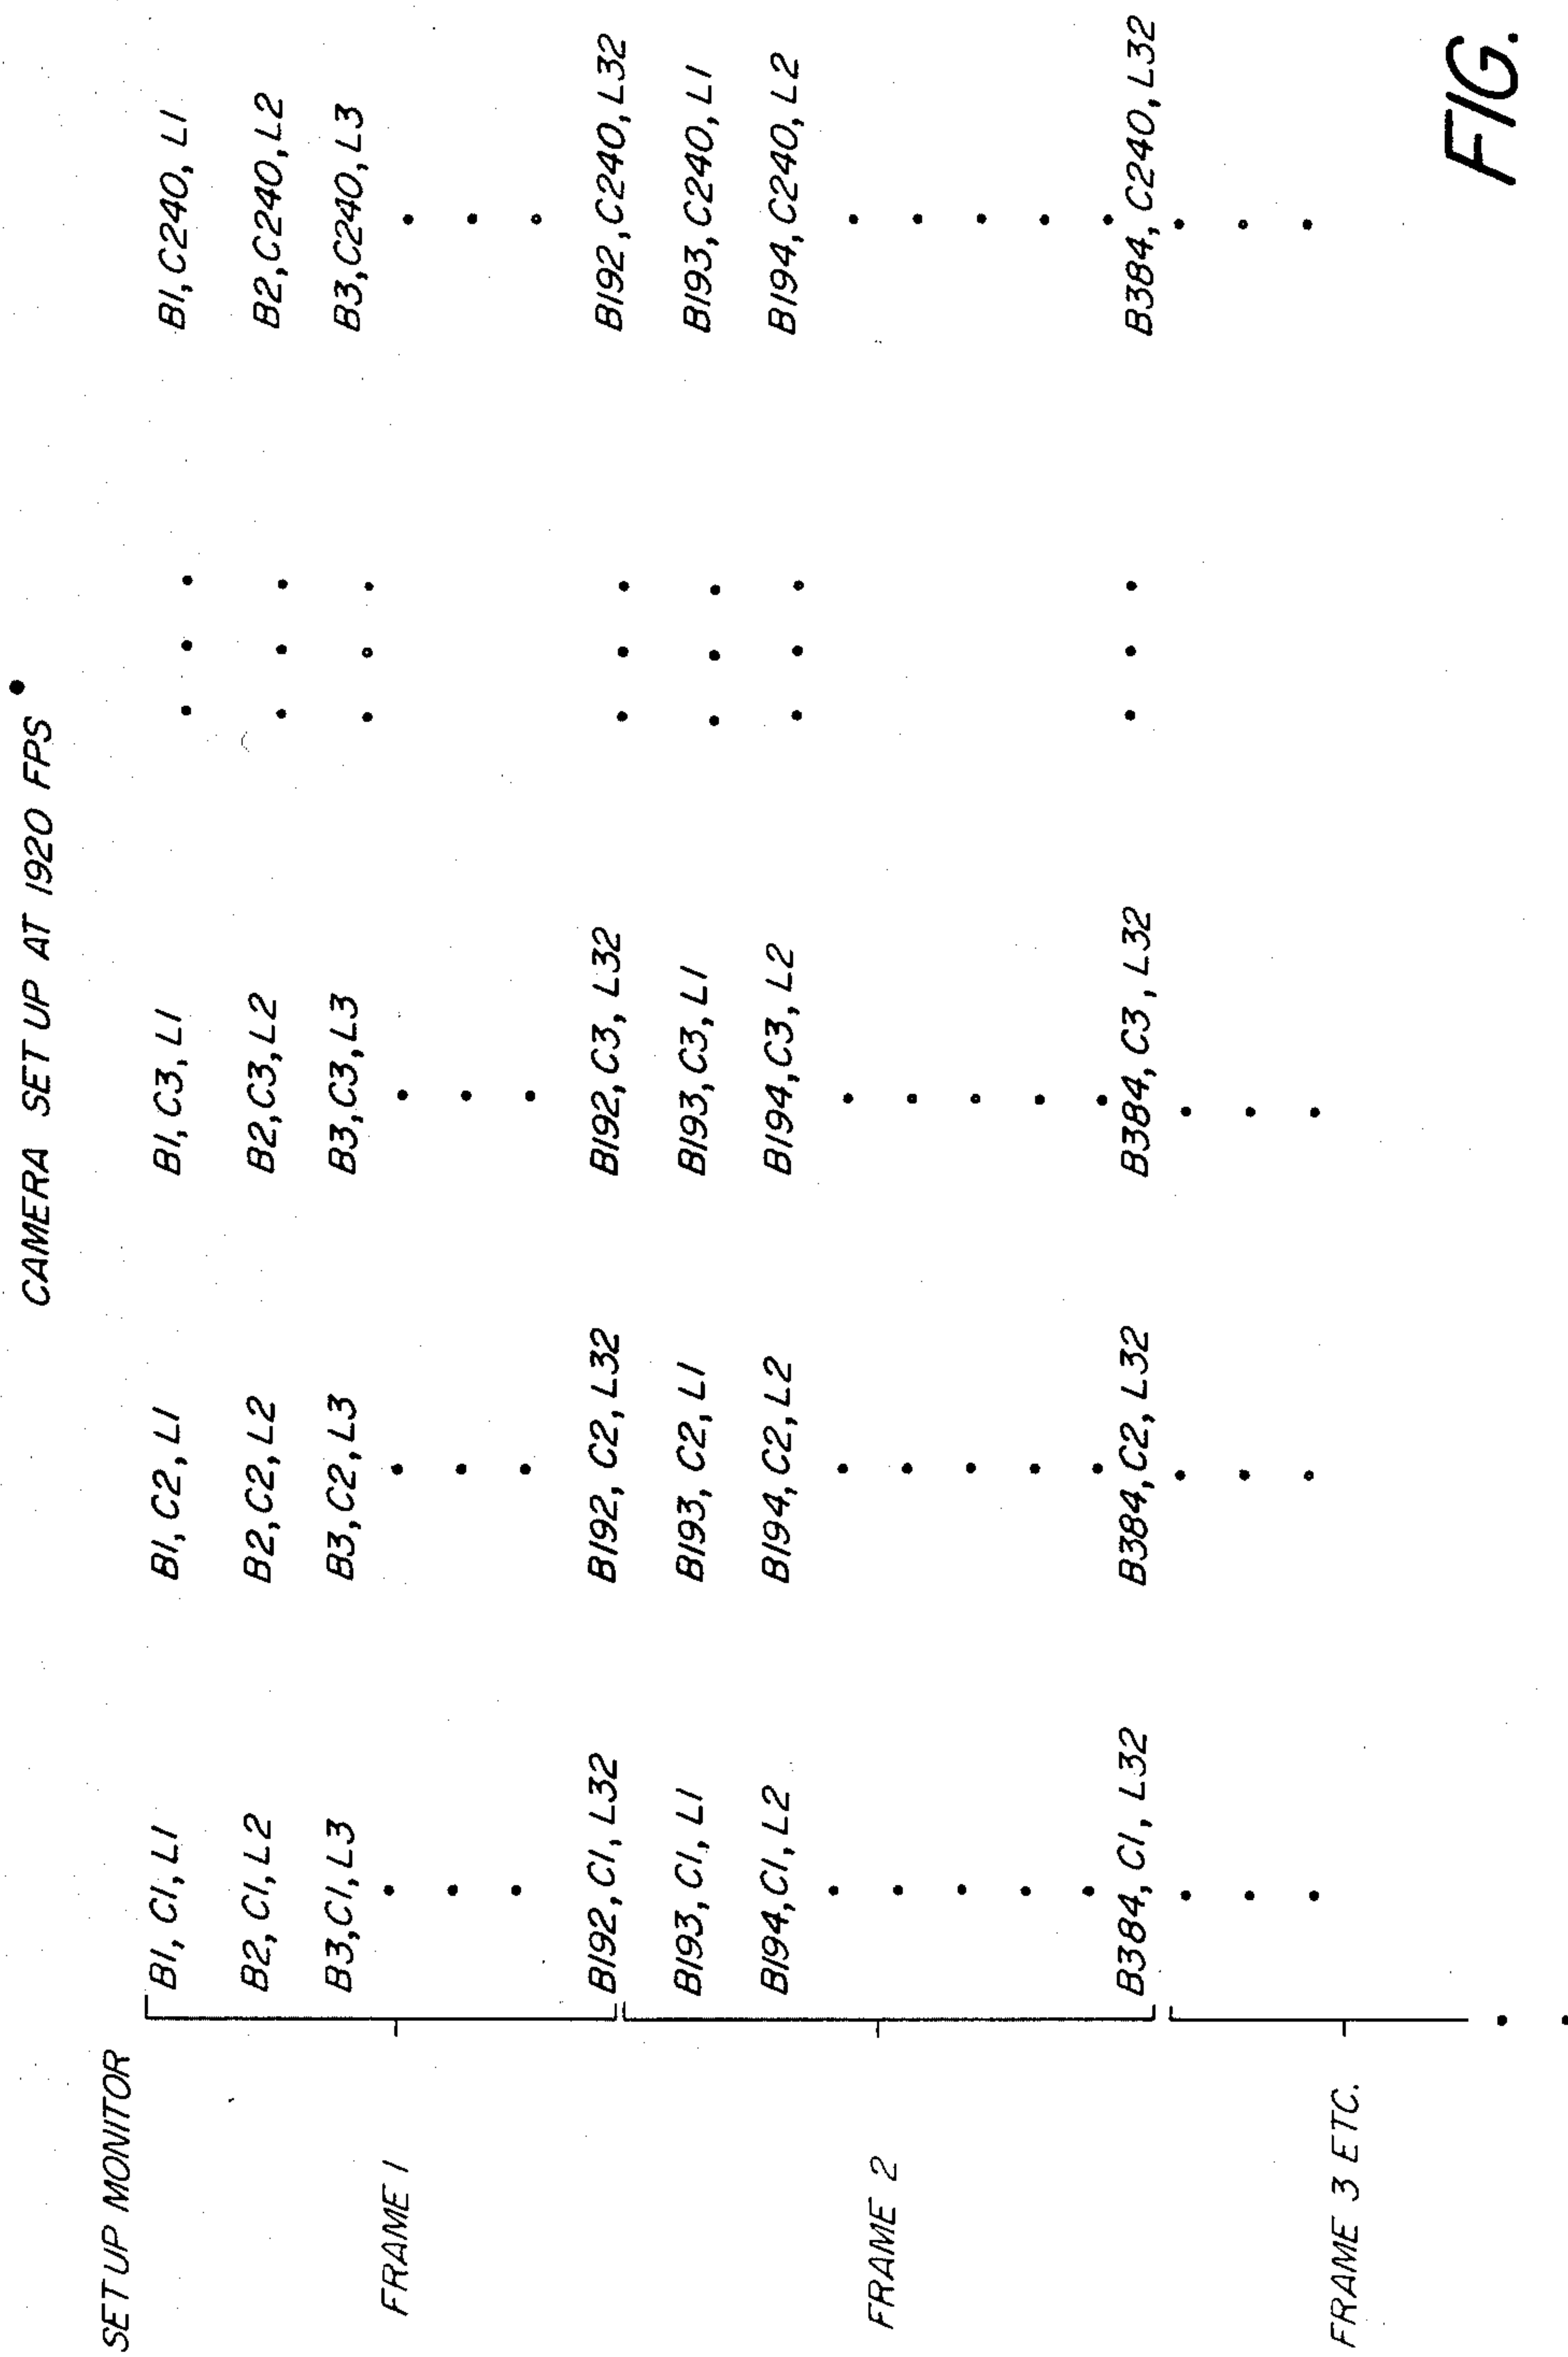 CAMERA SET UP AT 1920 FPS
SET UP MONITOR
B1, C1, L1 B1, C2, L1 B1, C3, L1 . . . B1, C240, L1
B2, C1, L2 B2, C2, L2 B2, C3, L2 . . . B2, C240, L2
FRAME 1 B3, C1, L3 B3, C2, L3 B3, C3, L3 . . . B3, C240, L3
B192, C1, L32 B192, C2, L32 B192, C3, L32 . . . B192, C240, L32
B193, C1, L1 B193, C2, L1 B193, C3, L1 . . . B193, C240, L1
B194, C1, L2 B194, C2, L2 B194, C3, L2 . . . B194, C240, L2
FRAME 2
B384, C1, L32 B384, C2, L32 B384, C3, L32 . . . B384, C240, L32
FRAME 3 ETC.
FIG.